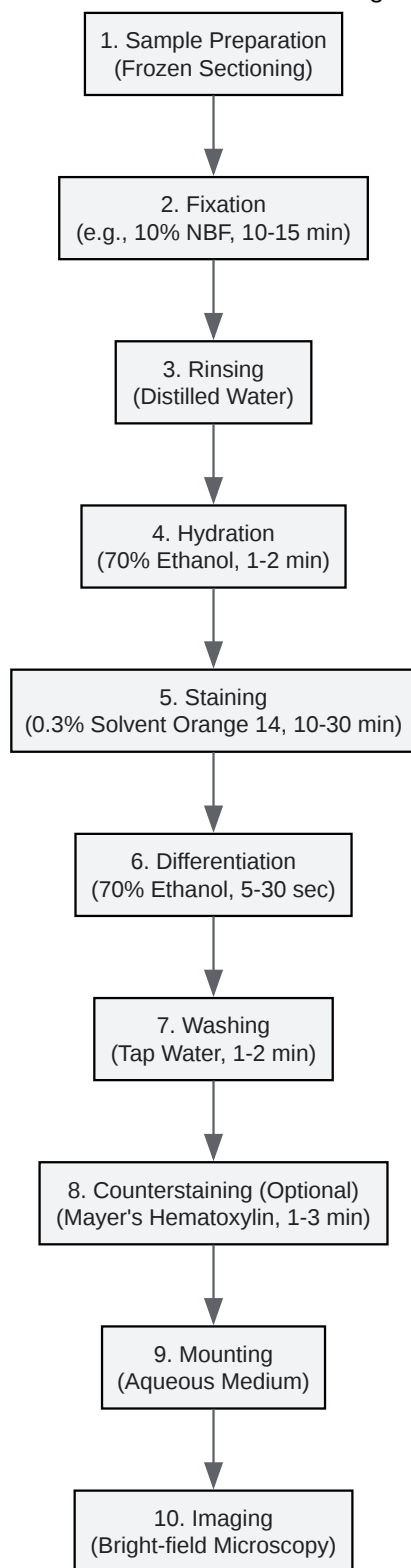 1. Sample Preparation
(Frozen Sectioning)
2. Fixation
(e.g., 10% NBF, 10-15 min)
3. Rinsing
(Distilled Water)
4. Hydration
(70% Ethanol, 1-2 min)
5. Staining
(0.3% Solvent Orange 14, 10-30 min)
6. Differentiation
(70% Ethanol, 5-30 sec)
7. Washing
(Tap Water, 1-2 min)
8. Counterstaining (Optional)
(Mayer's Hematoxylin, 1-3 min)
9. Mounting
(Aqueous Medium)
10. Imaging
(Bright-field Microscopy)